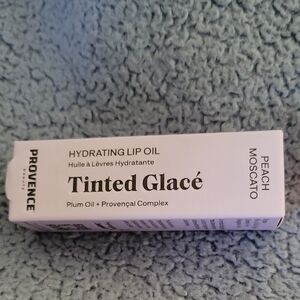 PROVENCE
BEAUTY
HYDRATING LIP OIL
Huile à Lèvres Hydratante
Tinted Glacé
Plum Oil + Provençal Complex
PEACH
MOSCATO